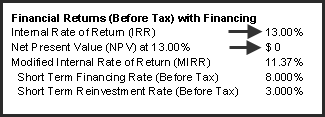 Financial Returns (Before Tax) with Financing
Internal Rate of Return (IRR) 13.00%
Net Present Value (NPV) at 13.00% $ 0
Modified Internal Rate of Return (MIRR) 11.37%
Short Term Financing Rate (Before Tax) 8.000%
Short Term Reinvestment Rate (Before Tax) 3.000%